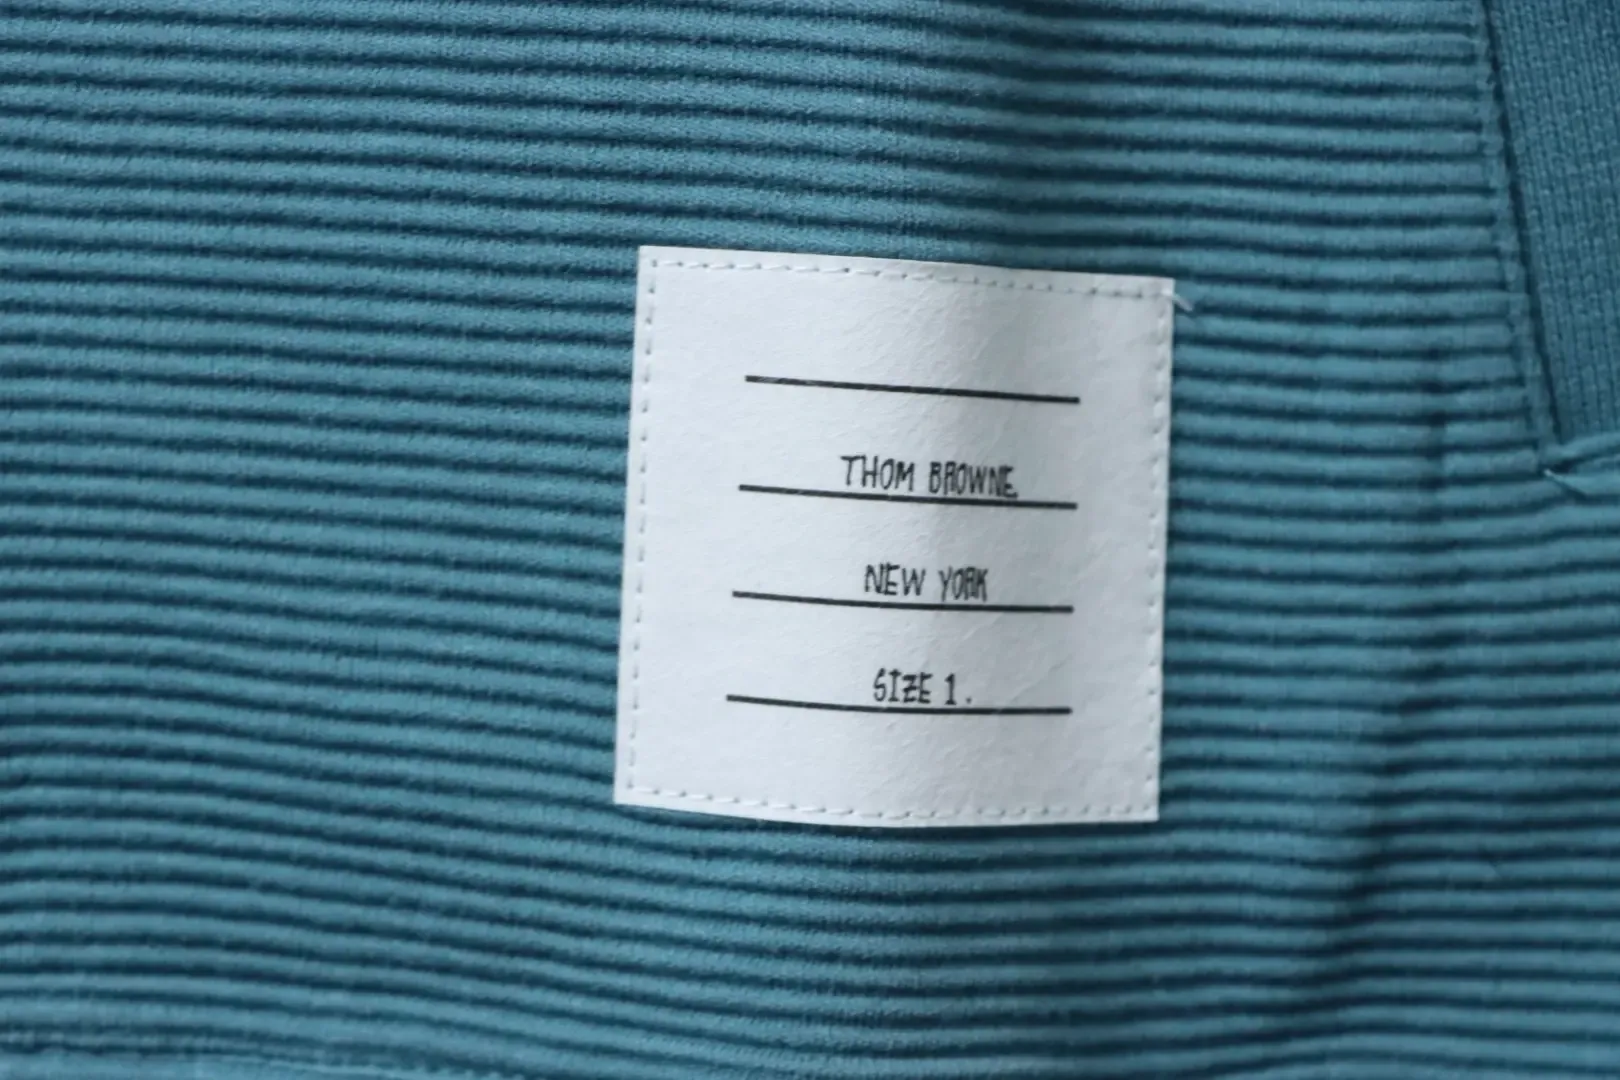 THOM BROWNE.
NEW YORK
SIZE 1.